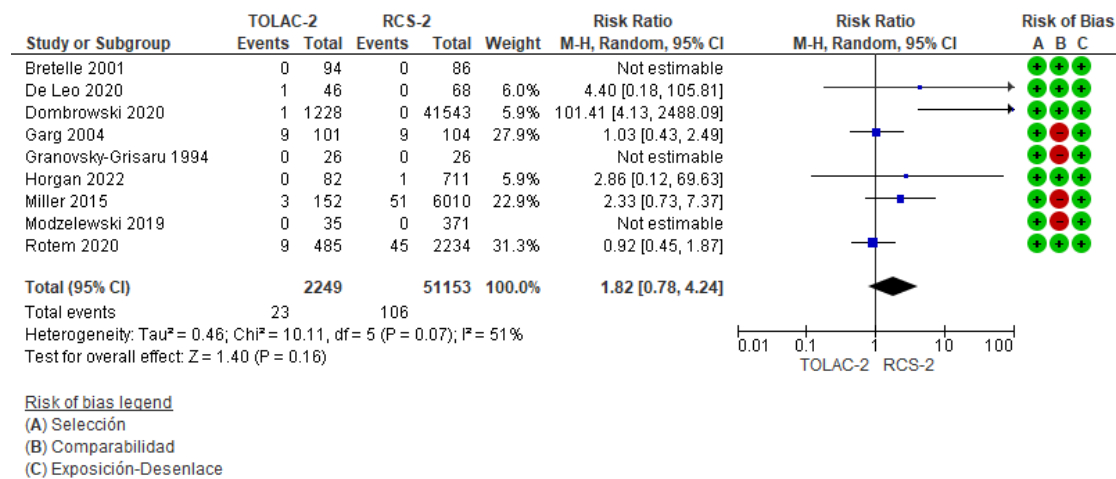 TOLAC-2 RCS-2 Risk Ratio Risk Ratio Risk of Bias
Study or Subgroup Events Total Events Total Weight M-H, Random, 95% CI M-H, Random, 95% CI A B C
Bretelle 2001 0 94 0 86 Not estimable
De Leo 2020 1 46 0 68 6.0% 4.40 [0.18, 105.81]
Dombrowski 2020 1 1228 0 41543 5.9% 101.41 [4.13, 2488.09]
Garg 2004 9 101 9 104 27.9% 1.03 [0.43, 2.49]
Granovsky-Grisaru 1994 0 26 0 26 Not estimable
Horgan 2022 0 82 1 711 5.9% 2.86 [0.12, 69.63]
Miller 2015 3 152 51 6010 22.9% 2.33 [0.73, 7.37]
Modzelewski 2019 0 35 0 371 Not estimable
Rotem 2020 9 485 45 2234 31.3% 0.92 [0.45, 1.87]
Total (95% CI) 2249 51153 100.0% 1.82 [0.78, 4.24]
Total events 23 106
Heterogeneity: Tau² = 0.46; Chi² = 10.11, df = 5 (P = 0.07); I² = 51%
Test for overall effect: Z = 1.40 (P = 0.16)
0.01 0.1 1 10 100
TOLAC-2 RCS-2
Risk of bias legend
(A) Selección
(B) Comparabilidad
(C) Exposición-Desenlace